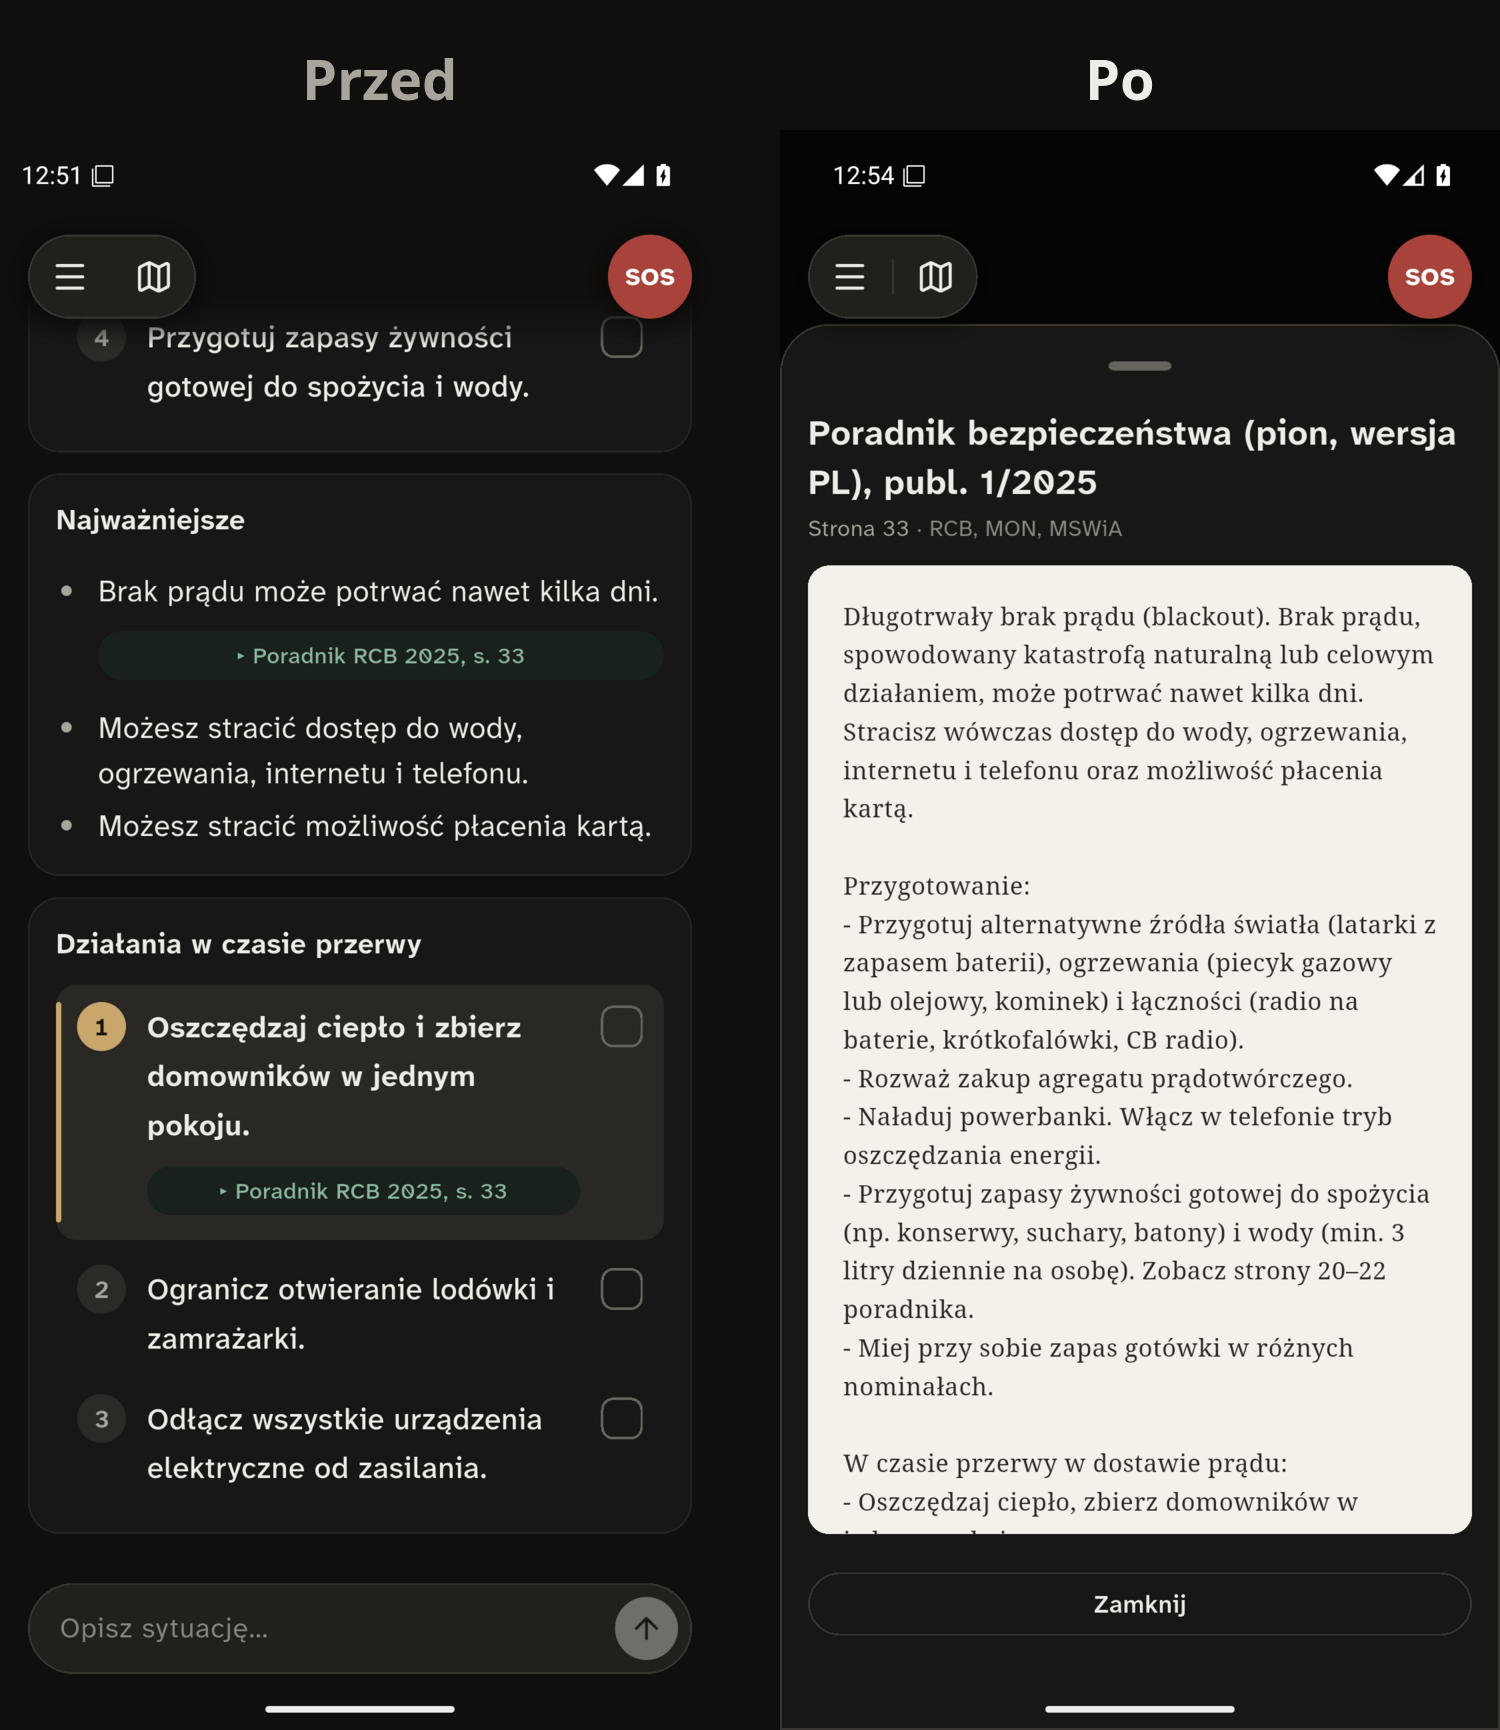 Przed
12:51
SOS
4 Przygotuj zapasy żywności
gotowej do spożycia i wody.
Najważniejsze
• Brak prądu może potrwać nawet kilka dni.
‣ Poradnik RCB 2025, s. 33
• Możesz stracić dostęp do wody,
ogrzewania, internetu i telefonu.
• Możesz stracić możliwość płacenia kartą.
Działania w czasie przerwy
1 Oszczędzaj ciepło i zbierz
domowników w jednym
pokoju.
‣ Poradnik RCB 2025, s. 33
2 Ogranicz otwieranie lodówki i
zamrażarki.
3 Odłącz wszystkie urządzenia
elektryczne od zasilania.
Opisz sytuację...
Po
12:54
SOS
Poradnik bezpieczeństwa (pion, wersja
PL), publ. 1/2025
Strona 33 · RCB, MON, MSWiA
Długotrwały brak prądu (blackout). Brak prądu,
spowodowany katastrofą naturalną lub celowym
działaniem, może potrwać nawet kilka dni.
Stracisz wówczas dostęp do wody, ogrzewania,
internetu i telefonu oraz możliwość płacenia
kartą.
Przygotowanie:
- Przygotuj alternatywne źródła światła (latarki z
zapasem baterii), ogrzewania (piecyk gazowy
lub olejowy, kominek) i łączności (radio na
baterie, krótkofalówki, CB radio).
- Rozważ zakup agregatu prądotwórczego.
- Naładuj powerbanki. Włącz w telefonie tryb
oszczędzania energii.
- Przygotuj zapasy żywności gotowej do spożycia
(np. konserwy, suchary, batony) i wody (min. 3
litry dziennie na osobę). Zobacz strony 20–22
poradnika.
- Miej przy sobie zapas gotówki w różnych
nominałach.
W czasie przerwy w dostawie prądu:
- Oszczędzaj ciepło, zbierz domowników w
Zamknij